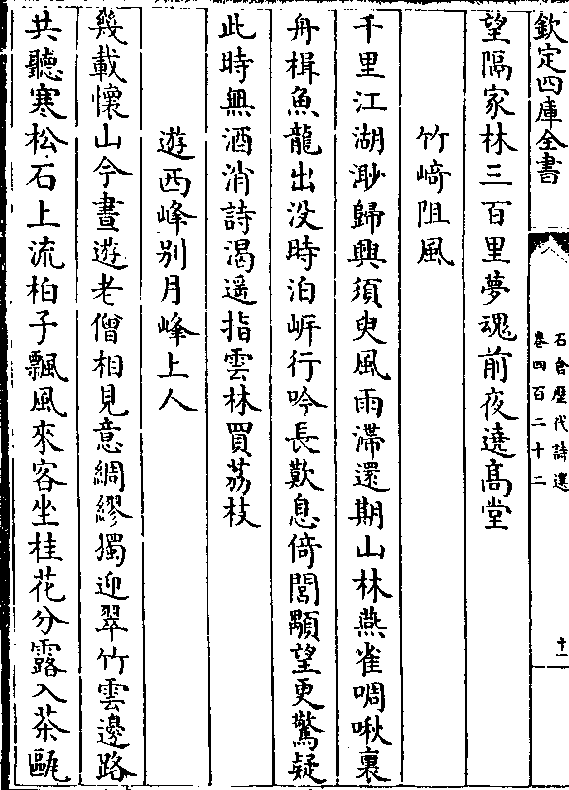 欽定四庫全書
石倉歷代詩選
卷四百二十二
十一
望隔家林三百里夢魂前夜遶髙堂
竹﨑阻風
千里江湖渺歸興須臾風雨滯還期山林燕雀啁啾裏
舟楫魚龍出没時泊㟁行吟長歎息倚閭顒望更驚疑
此時無酒消詩渴遥指雲林買荔枝
遊西峰别月峰上人
幾載懷山今晝遊老僧相見意綢繆獨迎翠竹雲邊路
共聽寒松石上流柏子飄風來客坐桂花分露入茶甌